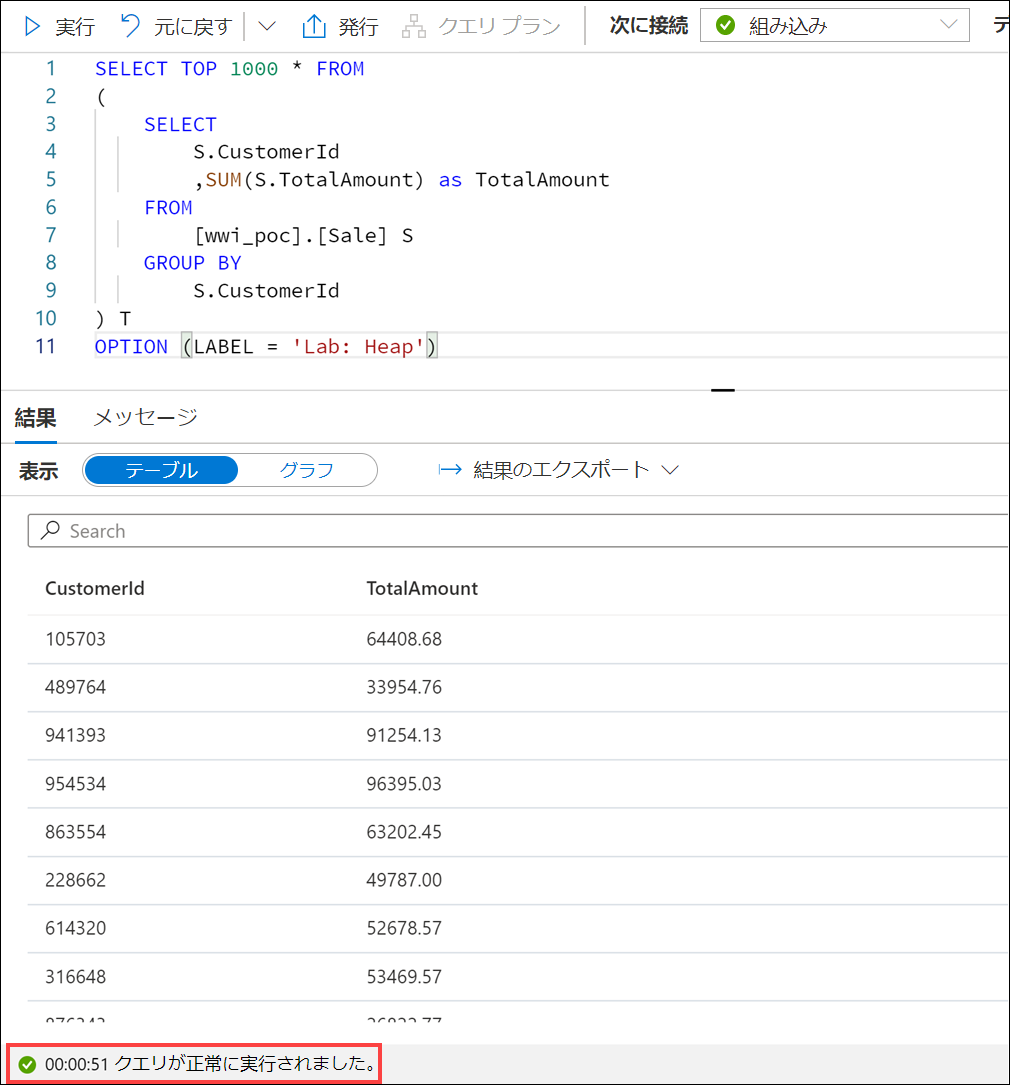 実行 元に戻す 発行 クエリ プラン 次に接続 組み込み デ
1 SELECT TOP 1000 * FROM
2 (
3 SELECT
4 S.CustomerId
5 ,SUM(S.TotalAmount) as TotalAmount
6 FROM
7 [wwi_poc].[Sale] S
8 GROUP BY
9 S.CustomerId
10 ) T
11 OPTION (LABEL = 'Lab: Heap')
結果 メッセージ
表示 テーブル グラフ 結果のエクスポート
Search
CustomerId TotalAmount
105703 64408.68
489764 33954.76
941393 91254.13
954534 96395.03
863554 63202.45
228662 49787.00
614320 52678.57
316648 53469.57
00:00:51 クエリが正常に実行されました。